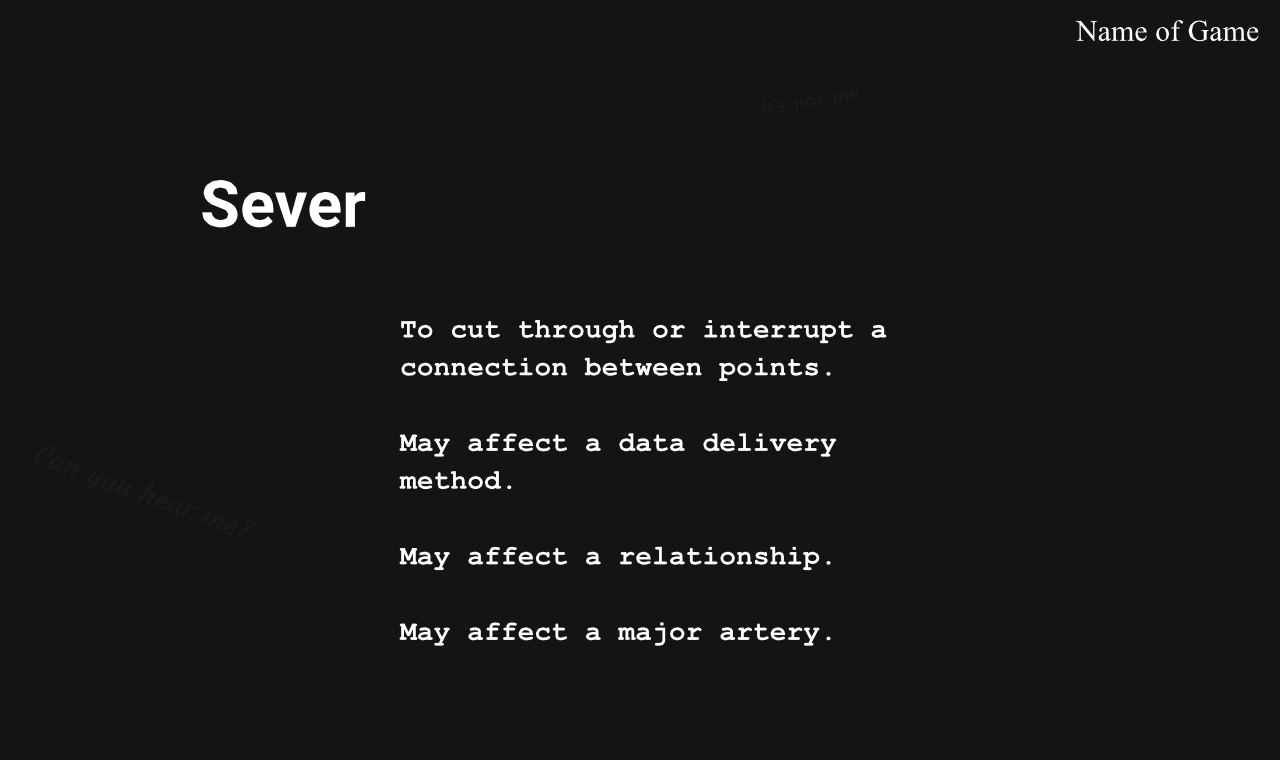 Name of Game
It's not me
Sever
To cut through or interrupt a
connection between points.
May affect a data delivery
method.
Can you hear me?
May affect a relationship.
May affect a major artery.